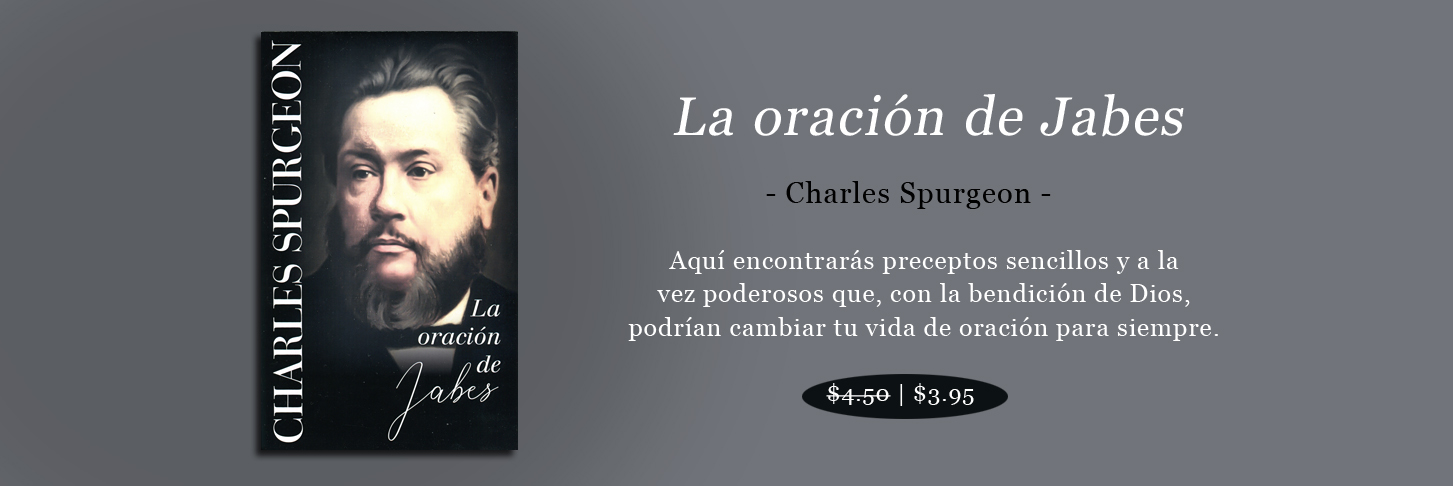 CHARLES SPURGEON
La
oración
de
Jabes
La oración de Jabes
- Charles Spurgeon -
Aquí encontrarás preceptos sencillos y a la
vez poderosos que, con la bendición de Dios,
podrían cambiar tu vida de oración para siempre.
$4.50 | $3.95